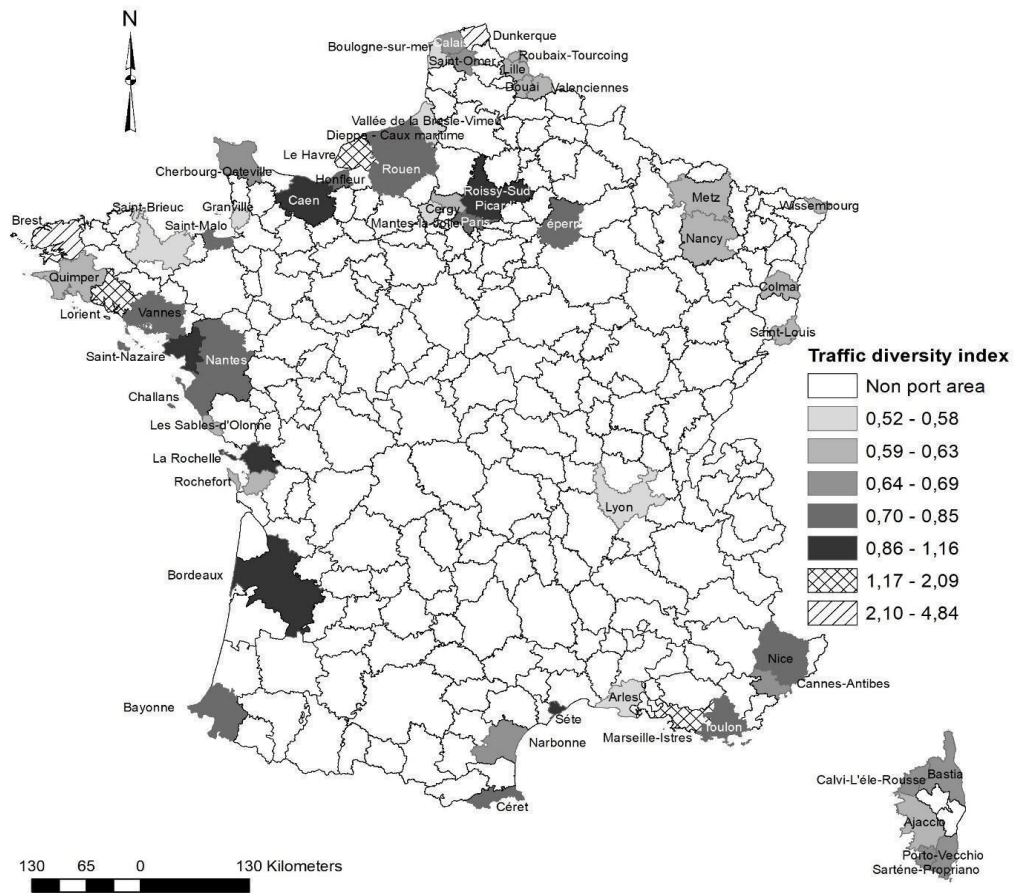 N
Dunkerque
Boulogne-sur-mer
Calais
Saint-Omer
Roubaix-Tourcoing
Lille
Douai
Valenciennes
Vallée de la Bresle-Vimeu
Dieppe - Caux maritime
Le Havre
Rouen
Cherbourg-Octeville
Honfleur
Caen
Roissy-Sud
Picardi
Cergy
Mantes-la-Jolie
Paris
épern
Metz
Wissembourg
Nancy
Saint-Brieuc
Granville
Saint-Malo
Brest
Quimper
Colmar
Lorient
Vannes
Saint-Louis
Saint-Nazaire
Nantes
Challans
Les Sables-d'Olonne
La Rochelle
Rochefort
Lyon
Bordeaux
Traffic diversity index
Non port area
0,52 - 0,58
0,59 - 0,63
0,64 - 0,69
0,70 - 0,85
0,86 - 1,16
1,17 - 2,09
2,10 - 4,84
Nice
Cannes-Antibes
Bayonne
Arles
Séte
Marseille-Istres
Toulon
Narbonne
Céret
Calvi-L'éle-Rousse
Bastia
Ajaccio
Porto-Vecchio
Sarténe-Propriano
130 65 0 130 Kilometers